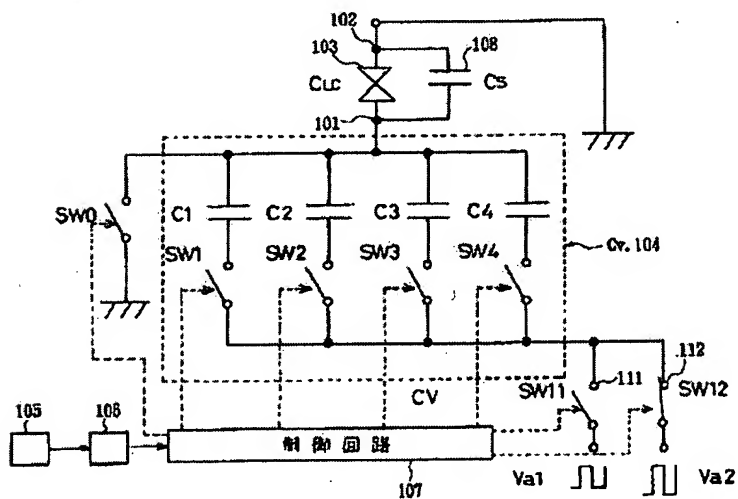 102
103
108
CLC
CS
101
SW0
C1
C2
C3
C4
SW1
SW2
SW3
SW4
Cv.104
112
111
SW11
SW12
CV
105
106
制御回路
107
Va1
Va2